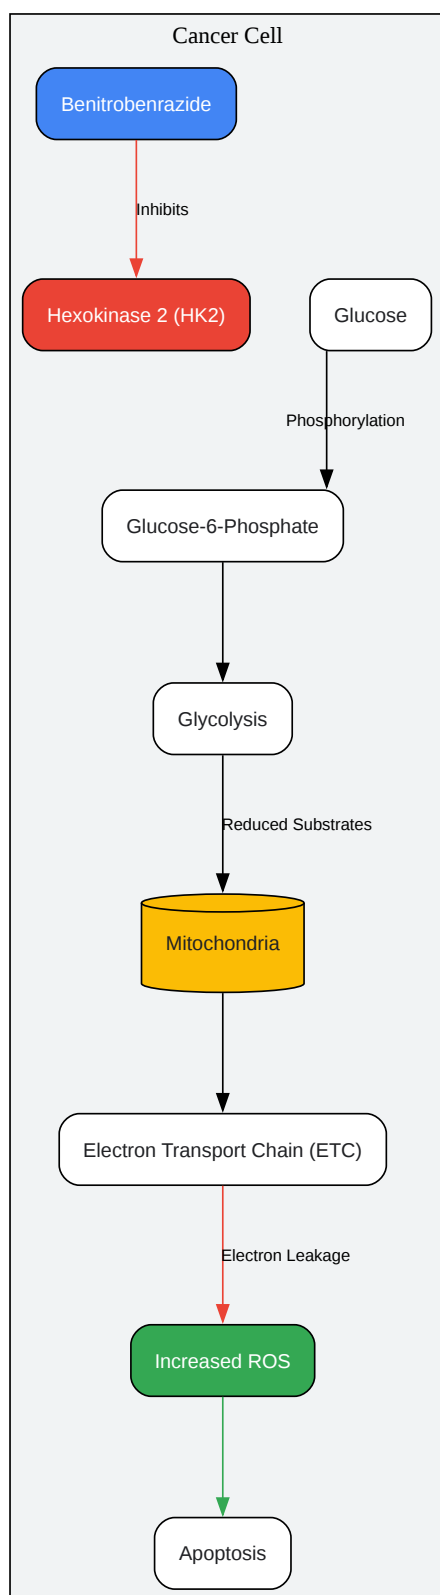 Cancer Cell
Benitrobenrazide
Inhibits
Hexokinase 2 (HK2)
Glucose
Phosphorylation
Glucose-6-Phosphate
Glycolysis
Reduced Substrates
Mitochondria
Electron Transport Chain (ETC)
Electron Leakage
Increased ROS
Apoptosis